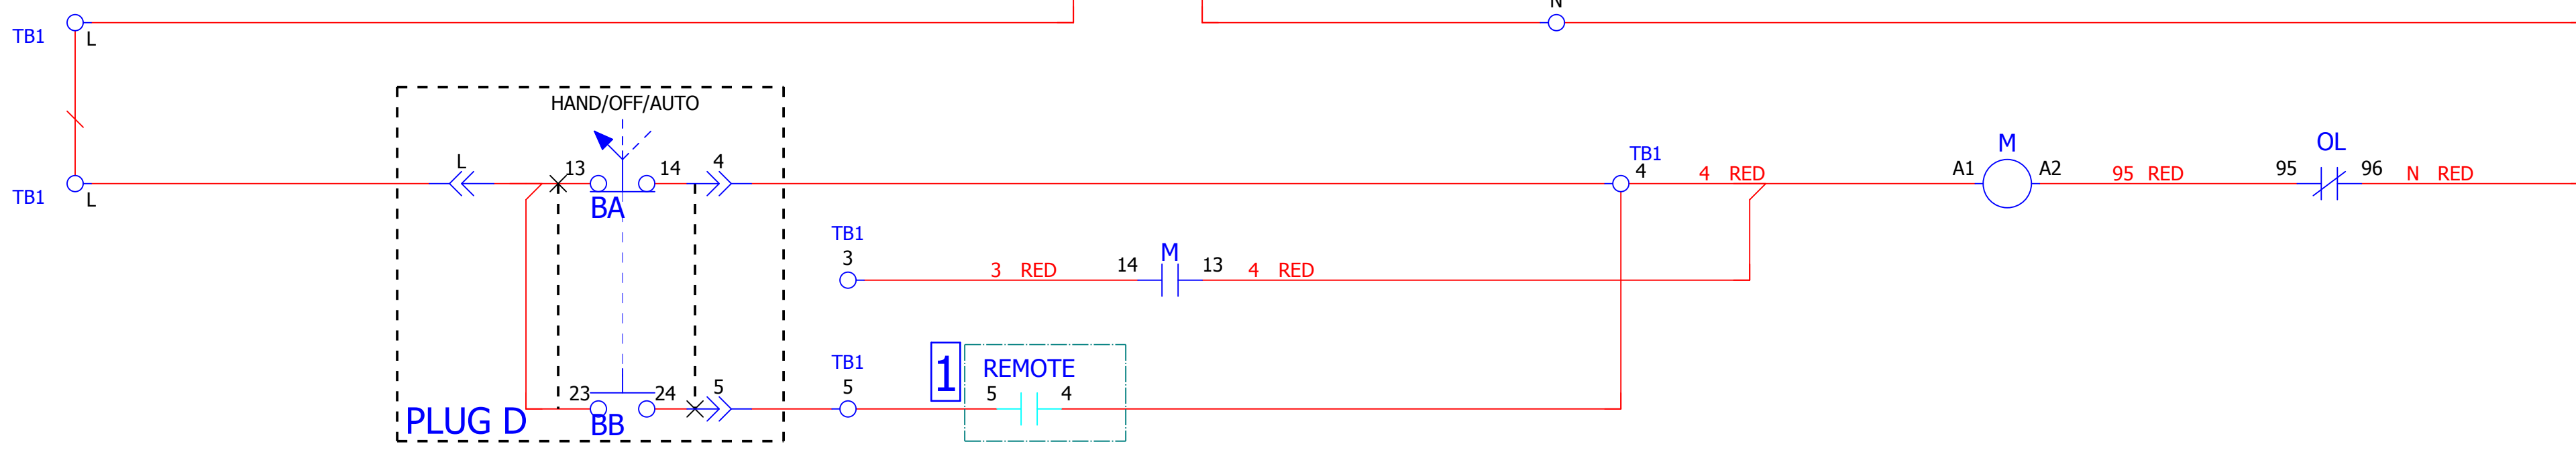 N
TB1
L
HAND/OFF/AUTO
L
13
14
4
TB1
L
BA
TB1
4
4 RED
A1
M
A2
95 RED
95
OL
96
N RED
TB1
3
3 RED
14
M
13
4 RED
TB1
5
1
REMOTE
5
4
23
24
5
BB
PLUG D